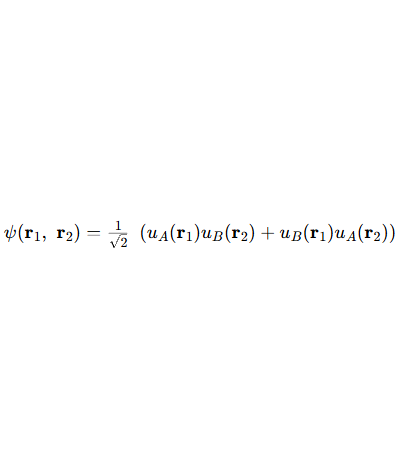 ψ(𝐫₁, 𝐫₂) = 1/√2 (u_A(𝐫₁)u_B(𝐫₂) + u_B(𝐫₁)u_A(𝐫₂))